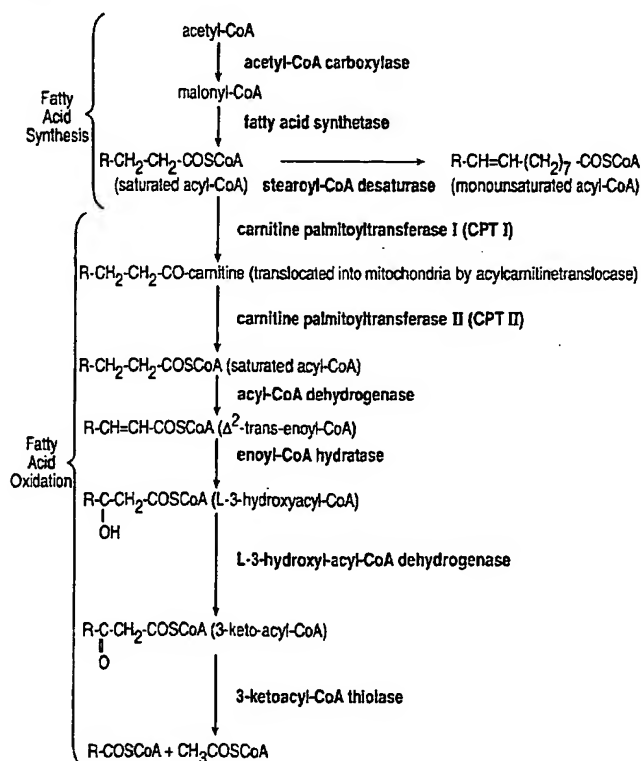 acetyl-CoA
acetyl-CoA carboxylase
malonyl-CoA
fatty acid synthetase
Fatty
Acid
Synthesis
R-CH2-CH2-COSCoA
(saturated acyl-CoA)
stearoyl-CoA desaturase
R-CH=CH-(CH2)7 -COSCoA
(monounsaturated acyl-CoA)
carnitine palmitoyltransferase I (CPT I)
R-CH2-CH2-CO-carnitine (translocated into mitochondria by acylcarnitinetranslocase)
carnitine palmitoyltransferase II (CPT II)
R-CH2-CH2-COSCoA (saturated acyl-CoA)
acyl-CoA dehydrogenase
R-CH=CH-COSCoA (Δ2-trans-enoyl-CoA)
enoyl-CoA hydratase
Fatty
Acid
Oxidation
R-C-CH2-COSCoA (L-3-hydroxyacyl-CoA)
OH
L-3-hydroxyl-acyl-CoA dehydrogenase
R-C-CH2-COSCoA (3-keto-acyl-CoA)
O
3-ketoacyl-CoA thiolase
R-COSCoA + CH3COSCoA